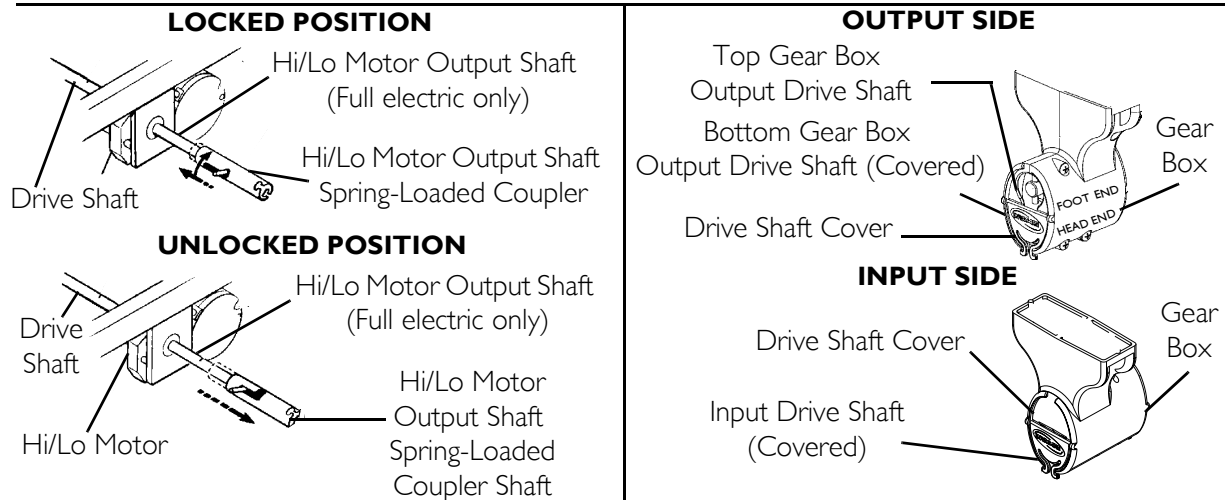 LOCKED POSITION
Hi/Lo Motor Output Shaft
(Full electric only)
Hi/Lo Motor Output Shaft
Spring-Loaded Coupler
Drive Shaft
UNLOCKED POSITION
Hi/Lo Motor Output Shaft
(Full electric only)
Drive
Shaft
Hi/Lo Motor
Output Shaft
Spring-Loaded
Coupler Shaft
Hi/Lo Motor
OUTPUT SIDE
Top Gear Box
Output Drive Shaft
Bottom Gear Box
Output Drive Shaft (Covered)
Gear
Box
FOOT END
HEAD END
Drive Shaft Cover
INPUT SIDE
Drive Shaft Cover
Gear
Box
Input Drive Shaft
(Covered)